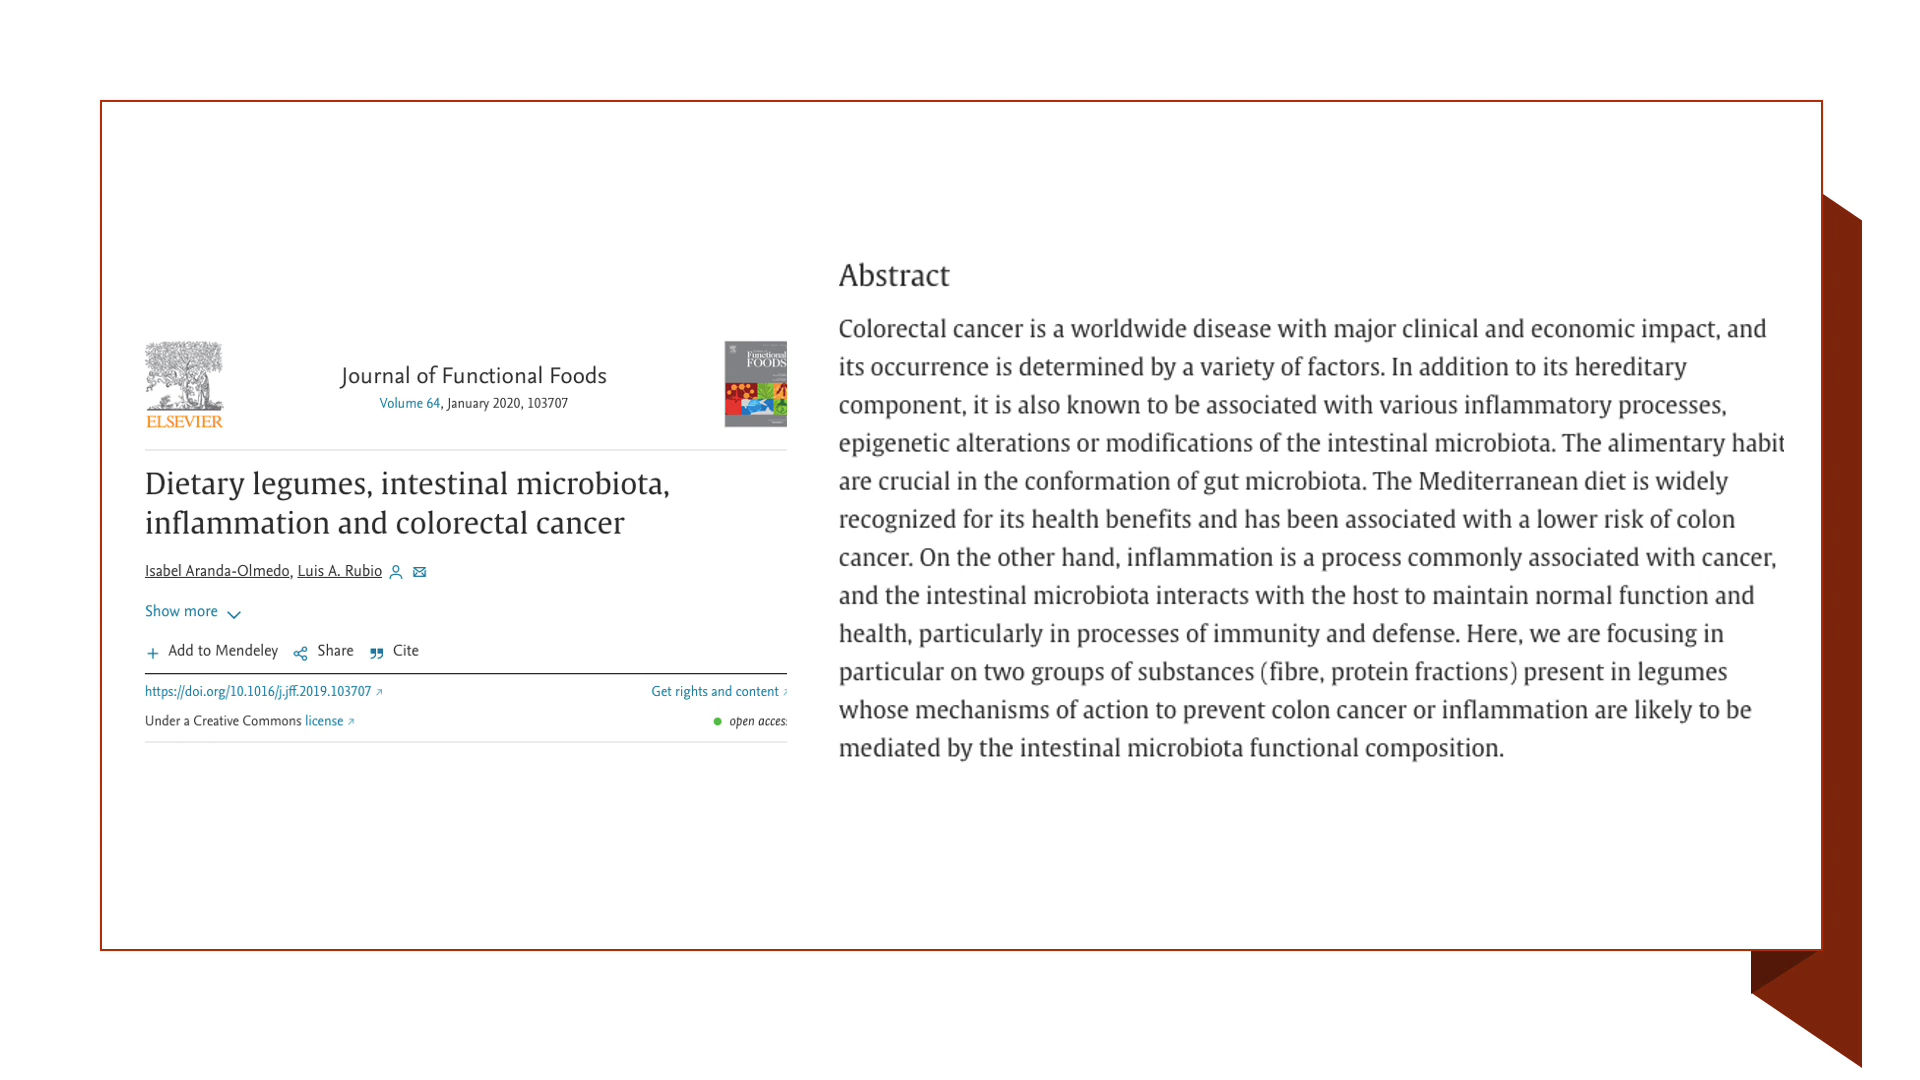 ELSEVIER
Journal of Functional Foods
Volume 64, January 2020, 103707
Functional
FOODS
Dietary legumes, intestinal microbiota,
inflammation and colorectal cancer
Isabel Aranda-Olmedo, Luis A. Rubio
Show more
Add to Mendeley Share Cite
https://doi.org/10.1016/j.jff.2019.103707 Get rights and content
Under a Creative Commons license open access
Abstract
Colorectal cancer is a worldwide disease with major clinical and economic impact, and
its occurrence is determined by a variety of factors. In addition to its hereditary
component, it is also known to be associated with various inflammatory processes,
epigenetic alterations or modifications of the intestinal microbiota. The alimentary habit
are crucial in the conformation of gut microbiota. The Mediterranean diet is widely
recognized for its health benefits and has been associated with a lower risk of colon
cancer. On the other hand, inflammation is a process commonly associated with cancer,
and the intestinal microbiota interacts with the host to maintain normal function and
health, particularly in processes of immunity and defense. Here, we are focusing in
particular on two groups of substances (fibre, protein fractions) present in legumes
whose mechanisms of action to prevent colon cancer or inflammation are likely to be
mediated by the intestinal microbiota functional composition.